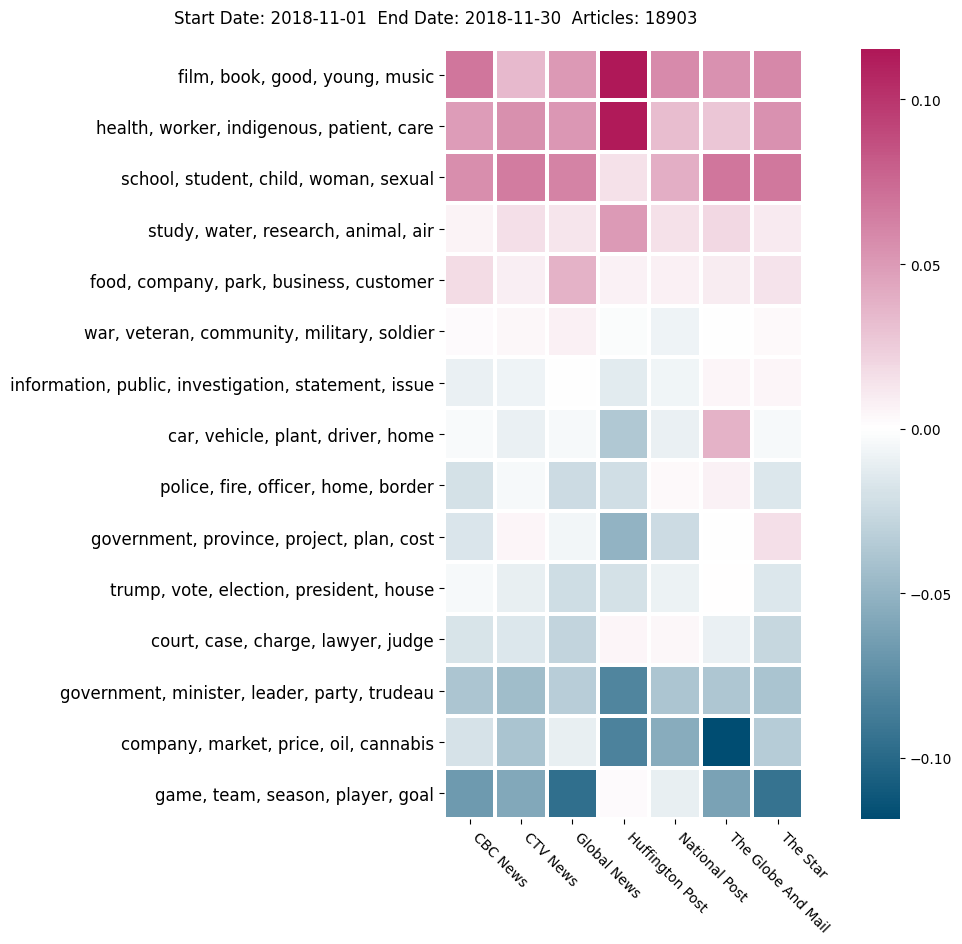 Start Date: 2018-11-01  End Date: 2018-11-30  Articles: 18903
film, book, good, young, music
health, worker, indigenous, patient, care
school, student, child, woman, sexual
study, water, research, animal, air
food, company, park, business, customer
war, veteran, community, military, soldier
information, public, investigation, statement, issue
car, vehicle, plant, driver, home
police, fire, officer, home, border
government, province, project, plan, cost
trump, vote, election, president, house
court, case, charge, lawyer, judge
government, minister, leader, party, trudeau
company, market, price, oil, cannabis
game, team, season, player, goal
CBC News
CTV News
Global News
Huffington Post
National Post
The Globe And Mail
The Star
0.10
0.05
0.00
−0.05
−0.10